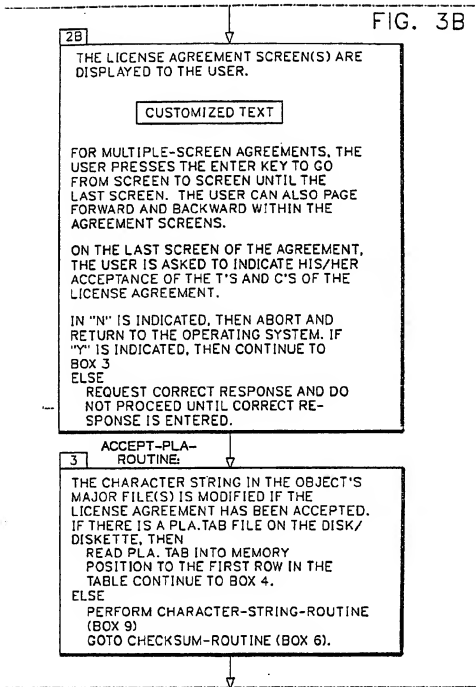 FIG. 3B
2B
THE LICENSE AGREEMENT SCREEN(S) ARE
DISPLAYED TO THE USER.
CUSTOMIZED TEXT
FOR MULTIPLE-SCREEN AGREEMENTS, THE
USER PRESSES THE ENTER KEY TO GO
FROM SCREEN TO SCREEN UNTIL THE
LAST SCREEN. THE USER CAN ALSO PAGE
FORWARD AND BACKWARD WITHIN THE
AGREEMENT SCREENS.
ON THE LAST SCREEN OF THE AGREEMENT,
THE USER IS ASKED TO INDICATE HIS/HER
ACCEPTANCE OF THE T'S AND C'S OF THE
LICENSE AGREEMENT.
IN "N" IS INDICATED, THEN ABORT AND
RETURN TO THE OPERATING SYSTEM. IF
"Y" IS INDICATED, THEN CONTINUE TO
BOX 3
ELSE
REQUEST CORRECT RESPONSE AND DO
NOT PROCEED UNTIL CORRECT RE-
SPONSE IS ENTERED.
ACCEPT-PLA-
ROUTINE:
3
THE CHARACTER STRING IN THE OBJECT'S
MAJOR FILE(S) IS MODIFIED IF THE
LICENSE AGREEMENT HAS BEEN ACCEPTED.
IF THERE IS A PLA.TAB FILE ON THE DISK/
DISKETTE, THEN
READ PLA. TAB INTO MEMORY
POSITION TO THE FIRST ROW IN THE
TABLE CONTINUE TO BOX 4.
ELSE
PERFORM CHARACTER-STRING-ROUTINE
(BOX 9)
GOTO CHECKSUM-ROUTINE (BOX 6).